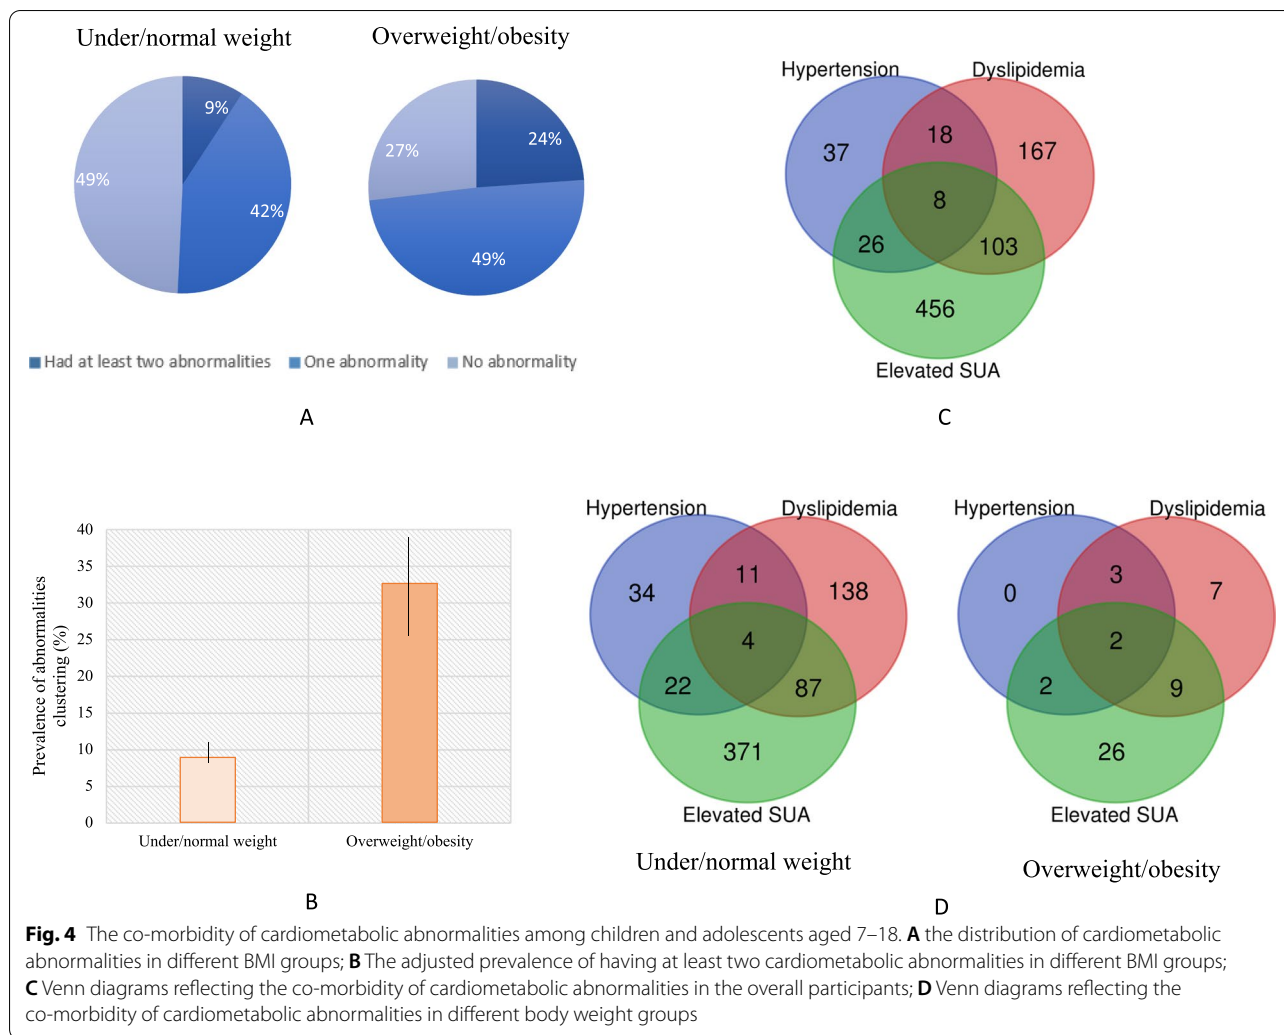 Under/normal weight
Overweight/obesity
9%
42%
49%
24%
49%
27%
Had at least two abnormalities
One abnormality
No abnormality
A
Hypertension
Dyslipidemia
37
18
167
8
26
103
456
Elevated SUA
C
Prevalence of abnormalities
clustering (%)
40
35
30
25
20
15
10
5
0
Under/normal weight
Overweight/obesity
B
Hypertension
Dyslipidemia
34
11
138
4
22
87
371
Elevated SUA
Under/normal weight
Hypertension
Dyslipidemia
0
3
7
2
2
9
26
Elevated SUA
Overweight/obesity
D
Fig. 4 The co-morbidity of cardiometabolic abnormalities among children and adolescents aged 7–18. A the distribution of cardiometabolic
abnormalities in different BMI groups; B The adjusted prevalence of having at least two cardiometabolic abnormalities in different BMI groups;
C Venn diagrams reflecting the co-morbidity of cardiometabolic abnormalities in the overall participants; D Venn diagrams reflecting the
co-morbidity of cardiometabolic abnormalities in different body weight groups